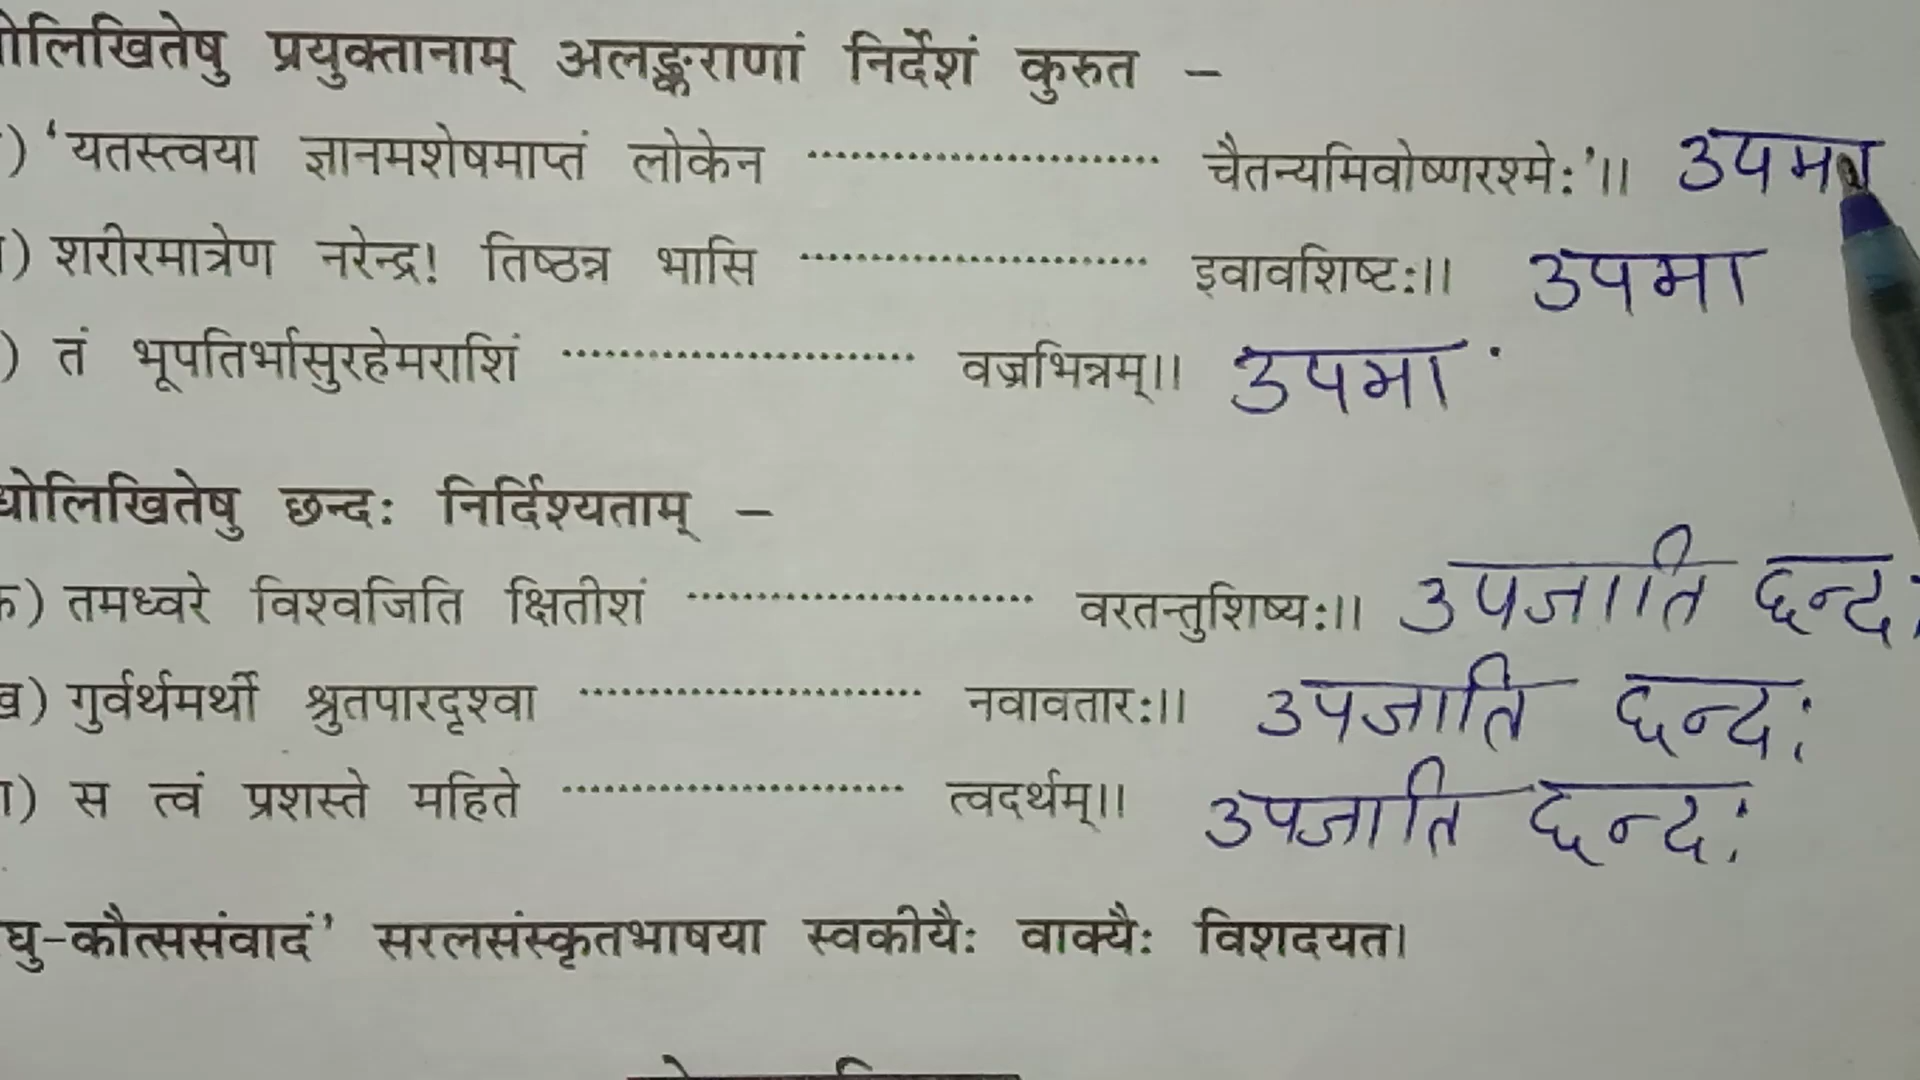 ोलिखितेषु प्रयुक्तानाम् अलङ्कराणां निर्देशं कुरुत –
) ‘यतस्त्वया ज्ञानमशेषमाप्तं लोकेन ........................ चैतन्यमिवोष्णरश्मेः’।। उपमा
) शरीरमात्रेण नरेन्द्र! तिष्ठन्न भासि ........................ इवावशिष्टः।। उपमा
) तं भूपतिर्भासुरहेमराशिं ........................ वज्रभिन्नम्।। उपमा
धोलिखितेषु छन्दः निर्दिश्यताम् –
क) तमध्वरे विश्वजिति क्षितीशं ........................ वरतन्तुशिष्यः।। उपजाति छन्दः
ख) गुर्वर्थमर्थी श्रुतपारदृश्वा ........................ नवावतारः।। उपजाति छन्दः
ग) स त्वं प्रशस्ते महिते ........................ त्वदर्थम्।। उपजाति छन्दः
घु-कौत्ससंवादं’ सरलसंस्कृतभाषया स्वकीयैः वाक्यैः विशदयत।